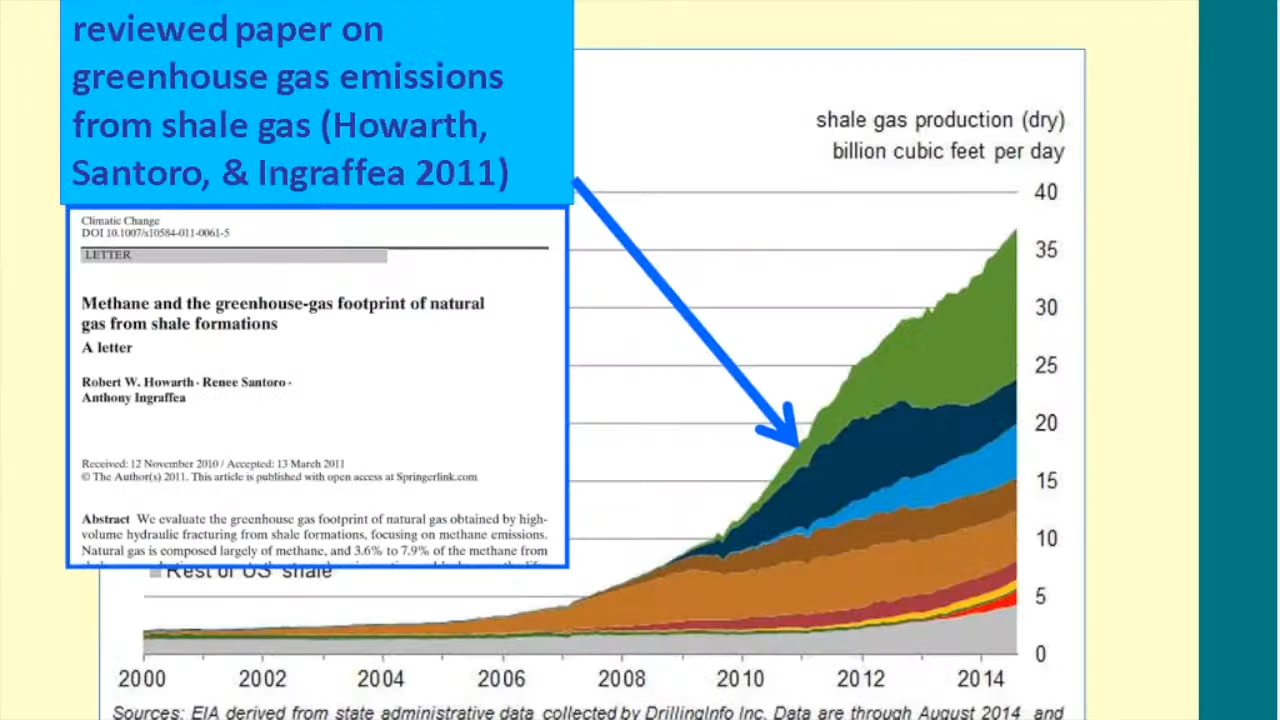 reviewed paper on
greenhouse gas emissions
from shale gas (Howarth,
Santoro, & Ingraffea 2011)
Climatic Change
DOI 10.1007/s10584-011-0061-5
LETTER
Methane and the greenhouse-gas footprint of natural
gas from shale formations
A letter
Robert W. Howarth · Renee Santoro ·
Anthony Ingraffea
Received: 12 November 2010 / Accepted: 13 March 2011
© The Author(s) 2011. This article is published with open access at Springerlink.com
Abstract We evaluate the greenhouse gas footprint of natural gas obtained by high-
volume hydraulic fracturing from shale formations, focusing on methane emissions.
Natural gas is composed largely of methane, and 3.6% to 7.9% of the methane from
shale gas production (dry)
billion cubic feet per day
40
35
30
25
20
15
10
5
0
Rest of US shale
2000 2002 2004 2006 2008 2010 2012 2014
Sources: EIA derived from state administrative data collected by DrillingInfo Inc. Data are through August 2014 and